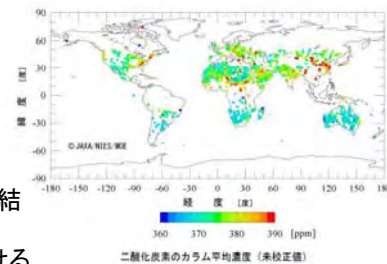 90
60
30
0
-30
-60
-90
緯 度 [度]
©JAXA/NIES/MOE
-180 -150 -120 -90 -60 -30 0 30 60 90 120 150 180
経 度 [度]
360 370 380 390 [ppm]
二酸化炭素のカラム平均濃度（未校正値）
結
ける